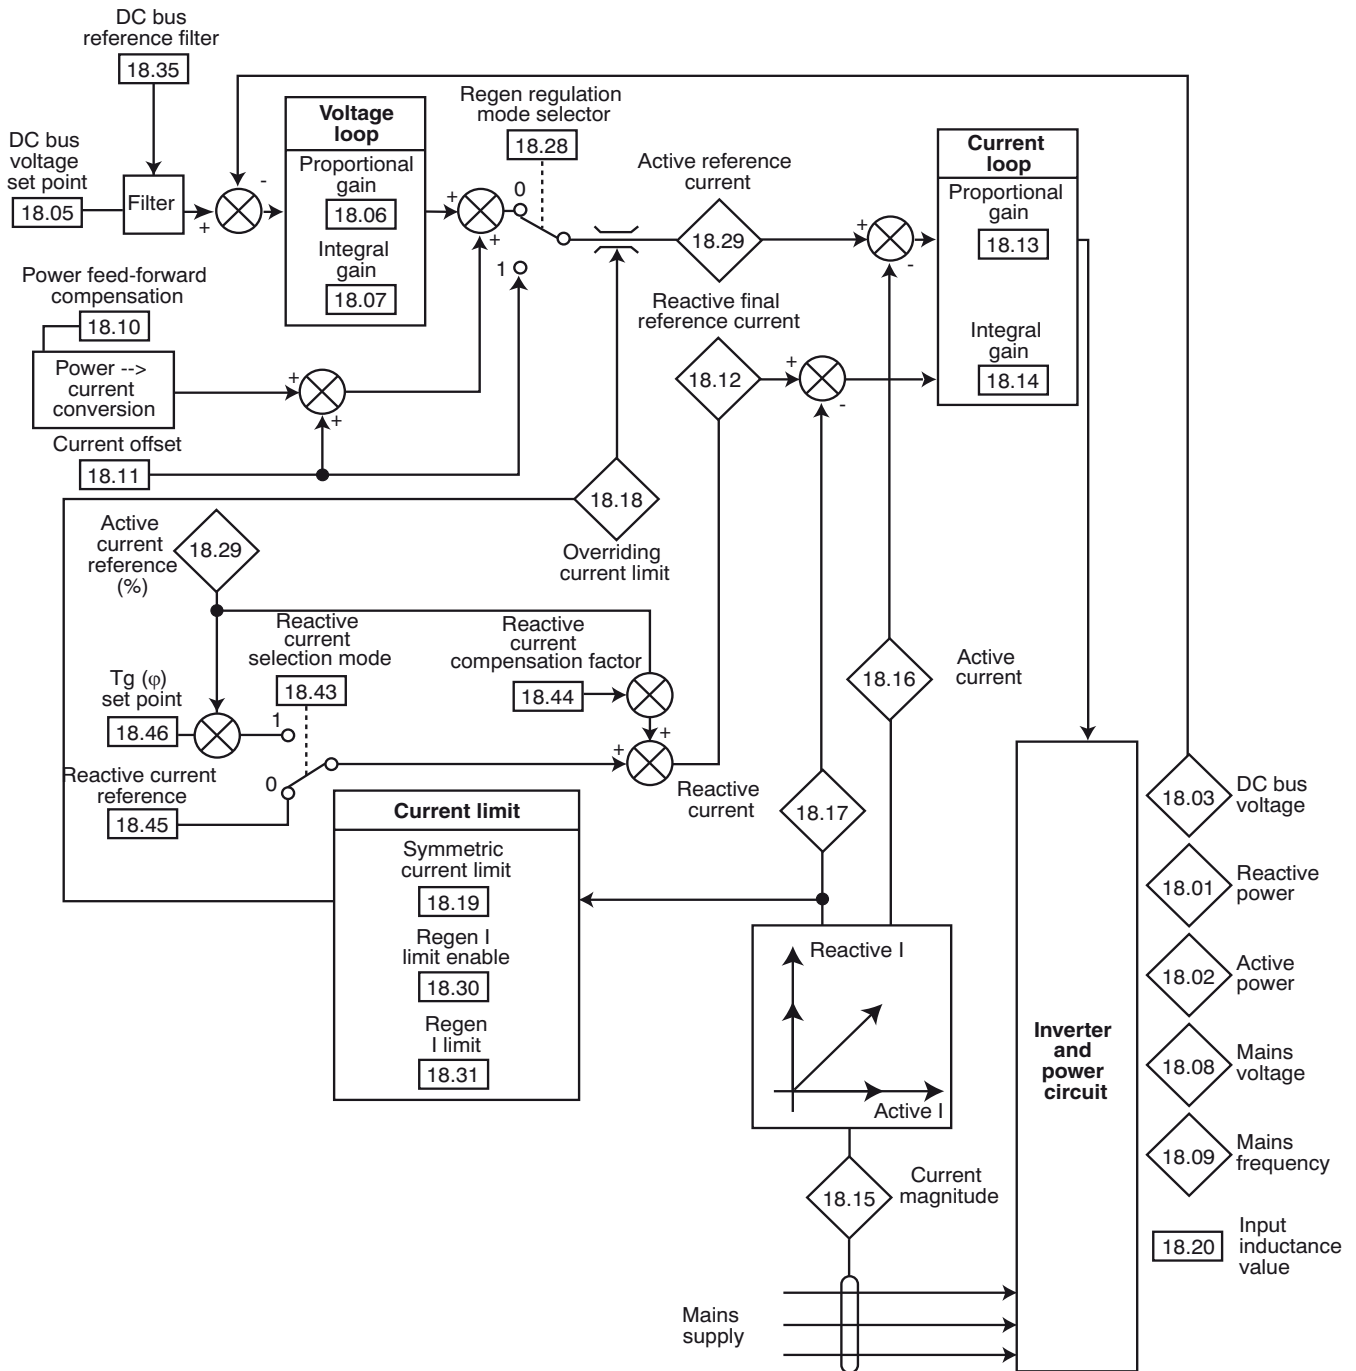 DC bus
reference filter
18.35
DC bus
voltage
set point
18.05
Filter
+
-
Voltage
loop
Proportional
gain
18.06
Integral
gain
18.07
Regen regulation
mode selector
18.28
+
+
0
1
Active reference
current
18.29
+
-
Current
loop
Proportional
gain
18.13
Integral
gain
18.14
Power feed-forward
compensation
18.10
Power -->
current
conversion
+
+
Current offset
18.11
Reactive final
reference current
18.12
+
-
18.18
Overriding
current limit
Active
current
reference
(%)
18.29
Reactive
current
selection mode
18.43
Reactive
current
compensation factor
18.44
Tg (φ)
set point
18.46
1
0
Reactive current
reference
18.45
+
+
Reactive
current
18.16
Active
current
18.17
Current limit
Symmetric
current limit
18.19
Regen I
limit enable
18.30
Regen
I limit
18.31
Reactive I
Active I
18.15
Current
magnitude
Mains
supply
Inverter
and
power
circuit
18.03
DC bus
voltage
18.01
Reactive
power
18.02
Active
power
18.08
Mains
voltage
18.09
Mains
frequency
18.20
Input
inductance
value